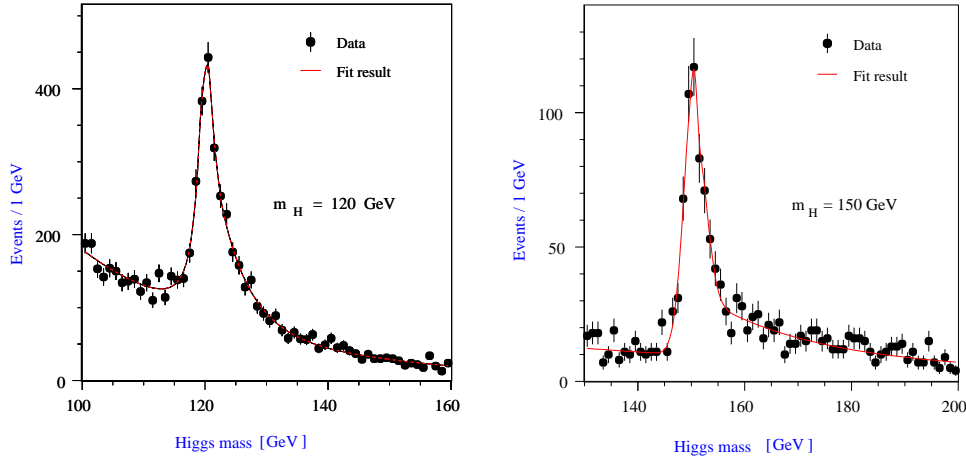 Events / 1 GeV
400
200
0
Data
Fit result
m H = 120 GeV
100
120
140
160
Higgs mass [GeV]
Events / 1 GeV
100
50
0
Data
Fit result
m H = 150 GeV
140
160
180
200
Higgs mass [GeV]